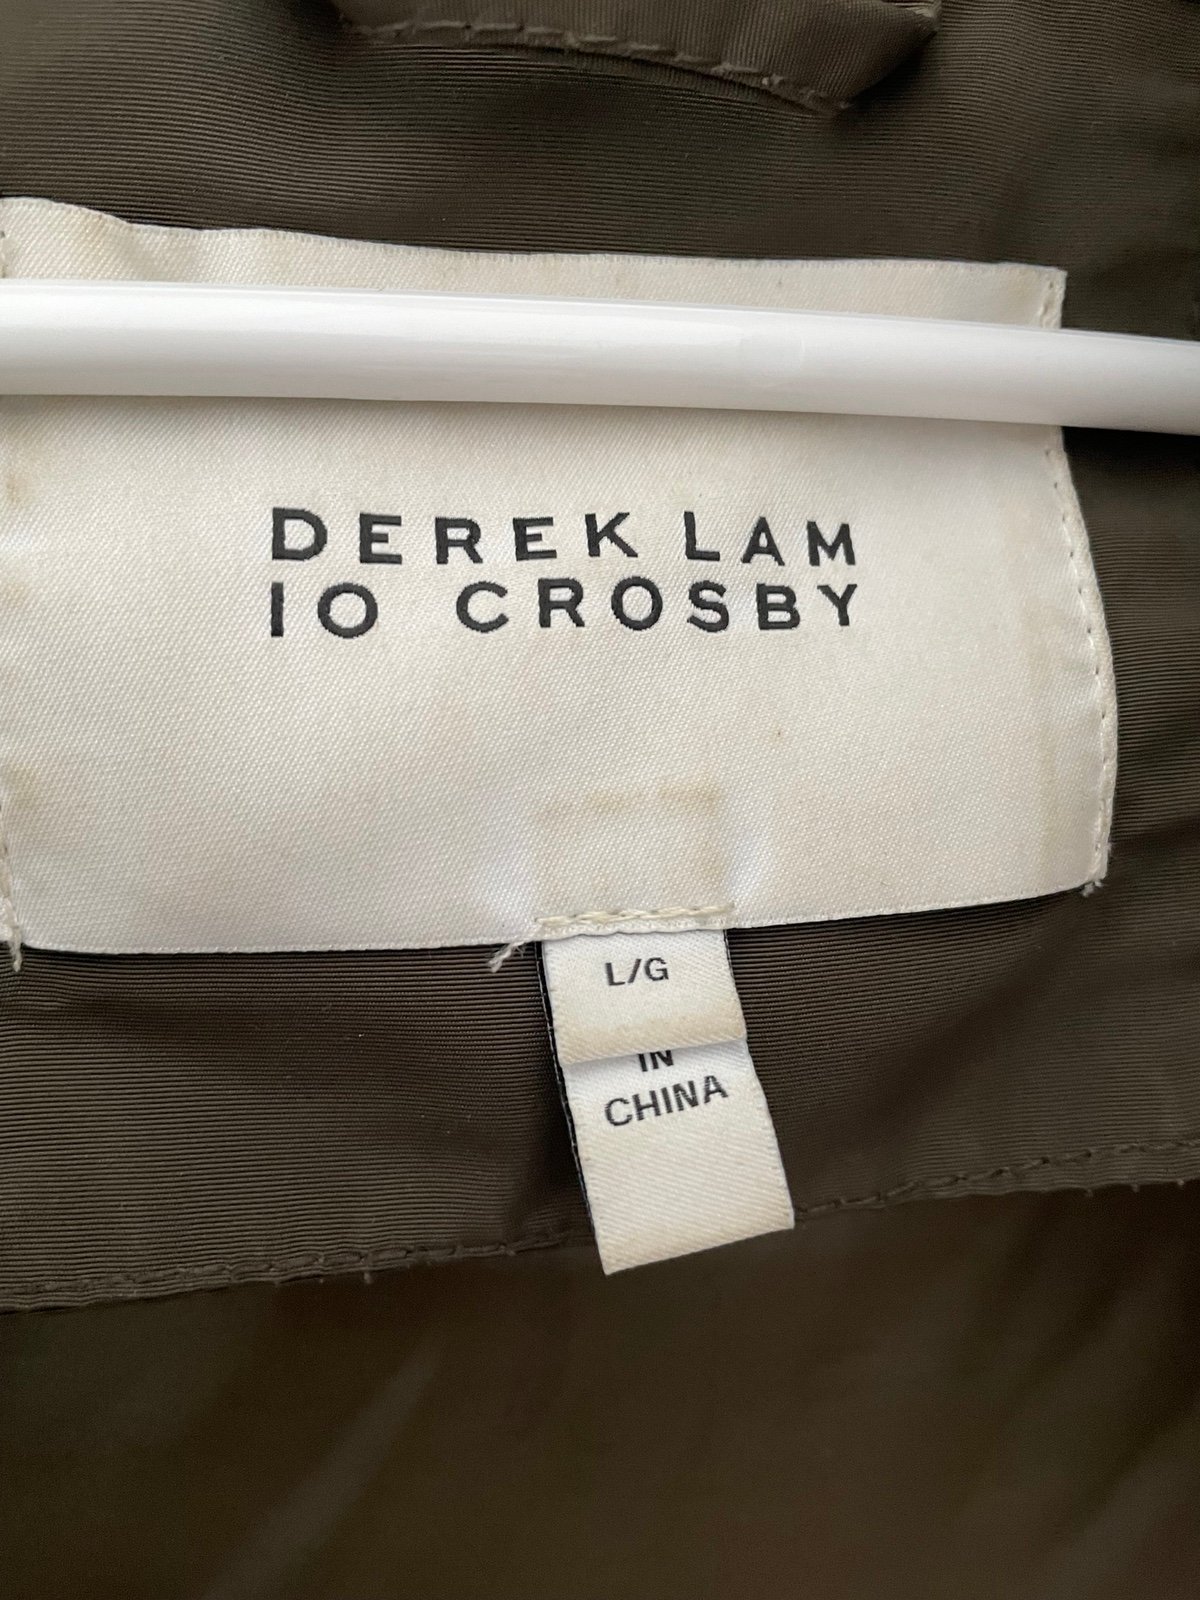 DEREK LAM
10 CROSBY
L/G
IN
CHINA